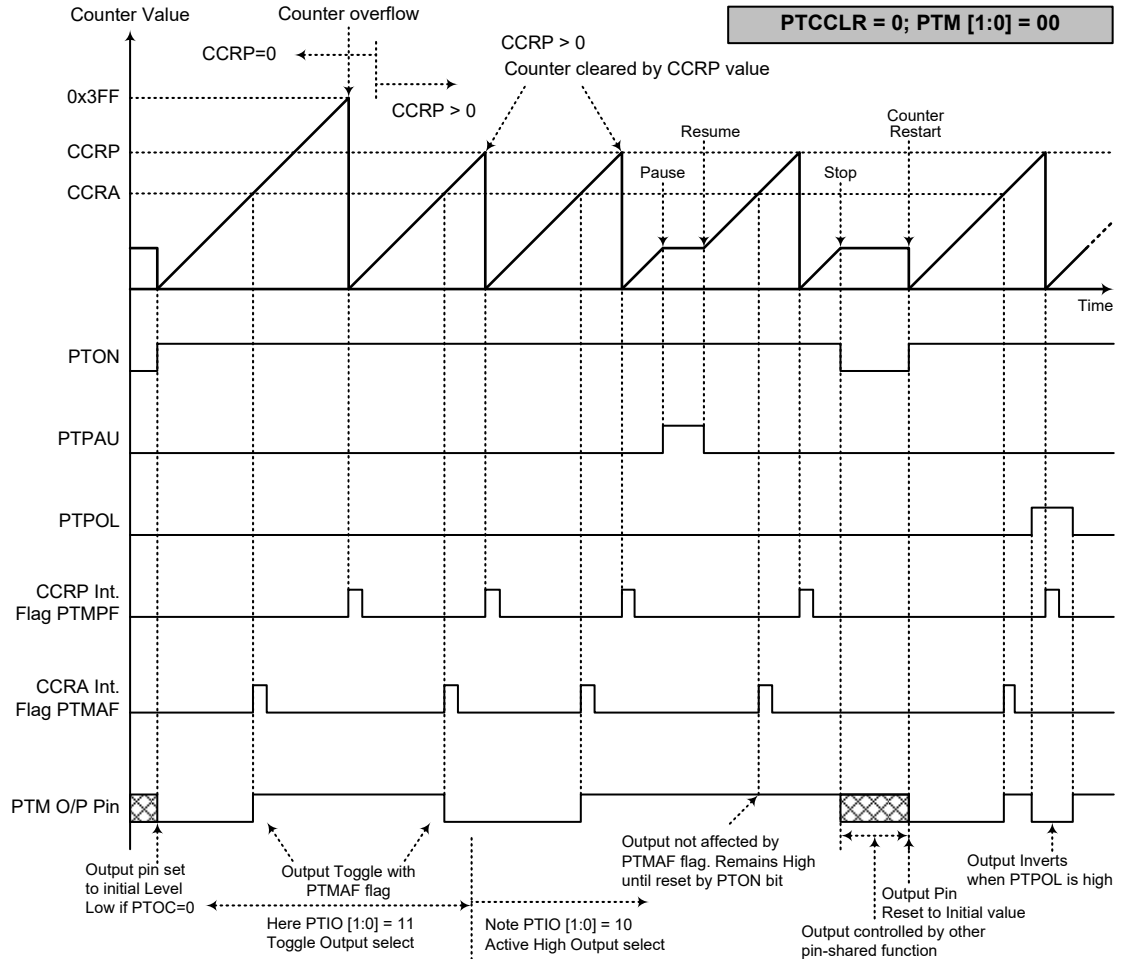 Counter Value
Counter overflow
PTCCLR = 0; PTM [1:0] = 00
CCRP=0
CCRP > 0
CCRP > 0
Counter cleared by CCRP value
0x3FF
CCRP
CCRA
Pause
Resume
Stop
Counter
Restart
Time
PTON
PTPAU
PTPOL
CCRP Int.
Flag PTMPF
CCRA Int.
Flag PTMAF
PTM O/P Pin
Output pin set
to initial Level
Low if PTOC=0
Output Toggle with
PTMAF flag
Here PTIO [1:0] = 11
Toggle Output select
Note PTIO [1:0] = 10
Active High Output select
Output not affected by
PTMAF flag. Remains High
until reset by PTON bit
Output controlled by other
pin-shared function
Output Pin
Reset to Initial value
Output Inverts
when PTPOL is high